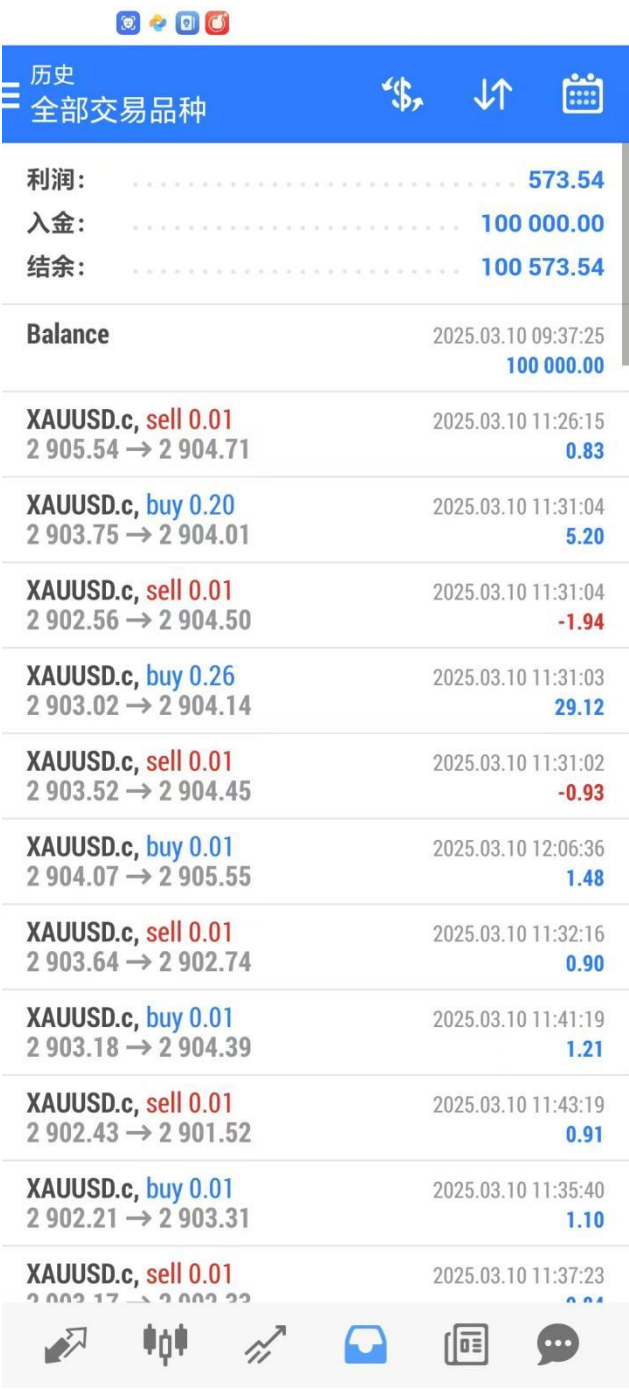 历史
全部交易品种
利润: 573.54
入金: 100 000.00
结余: 100 573.54
Balance 2025.03.10 09:37:25
100 000.00
XAUUSD.c, sell 0.01 2025.03.10 11:26:15
2 905.54 → 2 904.71 0.83
XAUUSD.c, buy 0.20 2025.03.10 11:31:04
2 903.75 → 2 904.01 5.20
XAUUSD.c, sell 0.01 2025.03.10 11:31:04
2 902.56 → 2 904.50 -1.94
XAUUSD.c, buy 0.26 2025.03.10 11:31:03
2 903.02 → 2 904.14 29.12
XAUUSD.c, sell 0.01 2025.03.10 11:31:02
2 903.52 → 2 904.45 -0.93
XAUUSD.c, buy 0.01 2025.03.10 12:06:36
2 904.07 → 2 905.55 1.48
XAUUSD.c, sell 0.01 2025.03.10 11:32:16
2 903.64 → 2 902.74 0.90
XAUUSD.c, buy 0.01 2025.03.10 11:41:19
2 903.18 → 2 904.39 1.21
XAUUSD.c, sell 0.01 2025.03.10 11:43:19
2 902.43 → 2 901.52 0.91
XAUUSD.c, buy 0.01 2025.03.10 11:35:40
2 902.21 → 2 903.31 1.10
XAUUSD.c, sell 0.01 2025.03.10 11:37:23